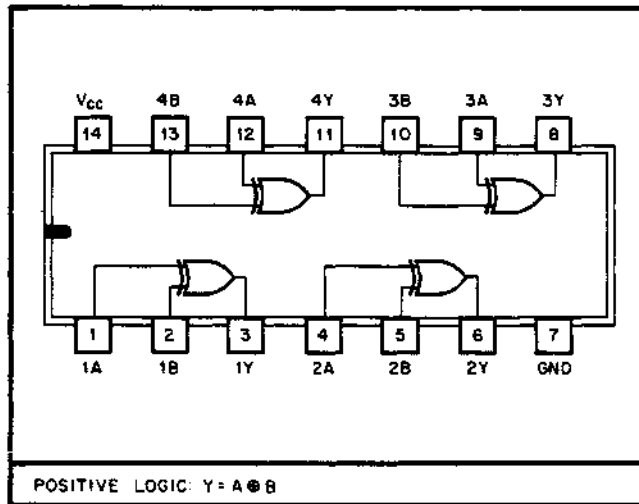 Vcc 4B 4A 4Y 3B 3A 3Y
14 13 12 11 10 9 8
1 2 3 4 5 6 7
1A 1B 1Y 2A 2B 2Y GND
POSITIVE LOGIC: Y = A ⊕ B